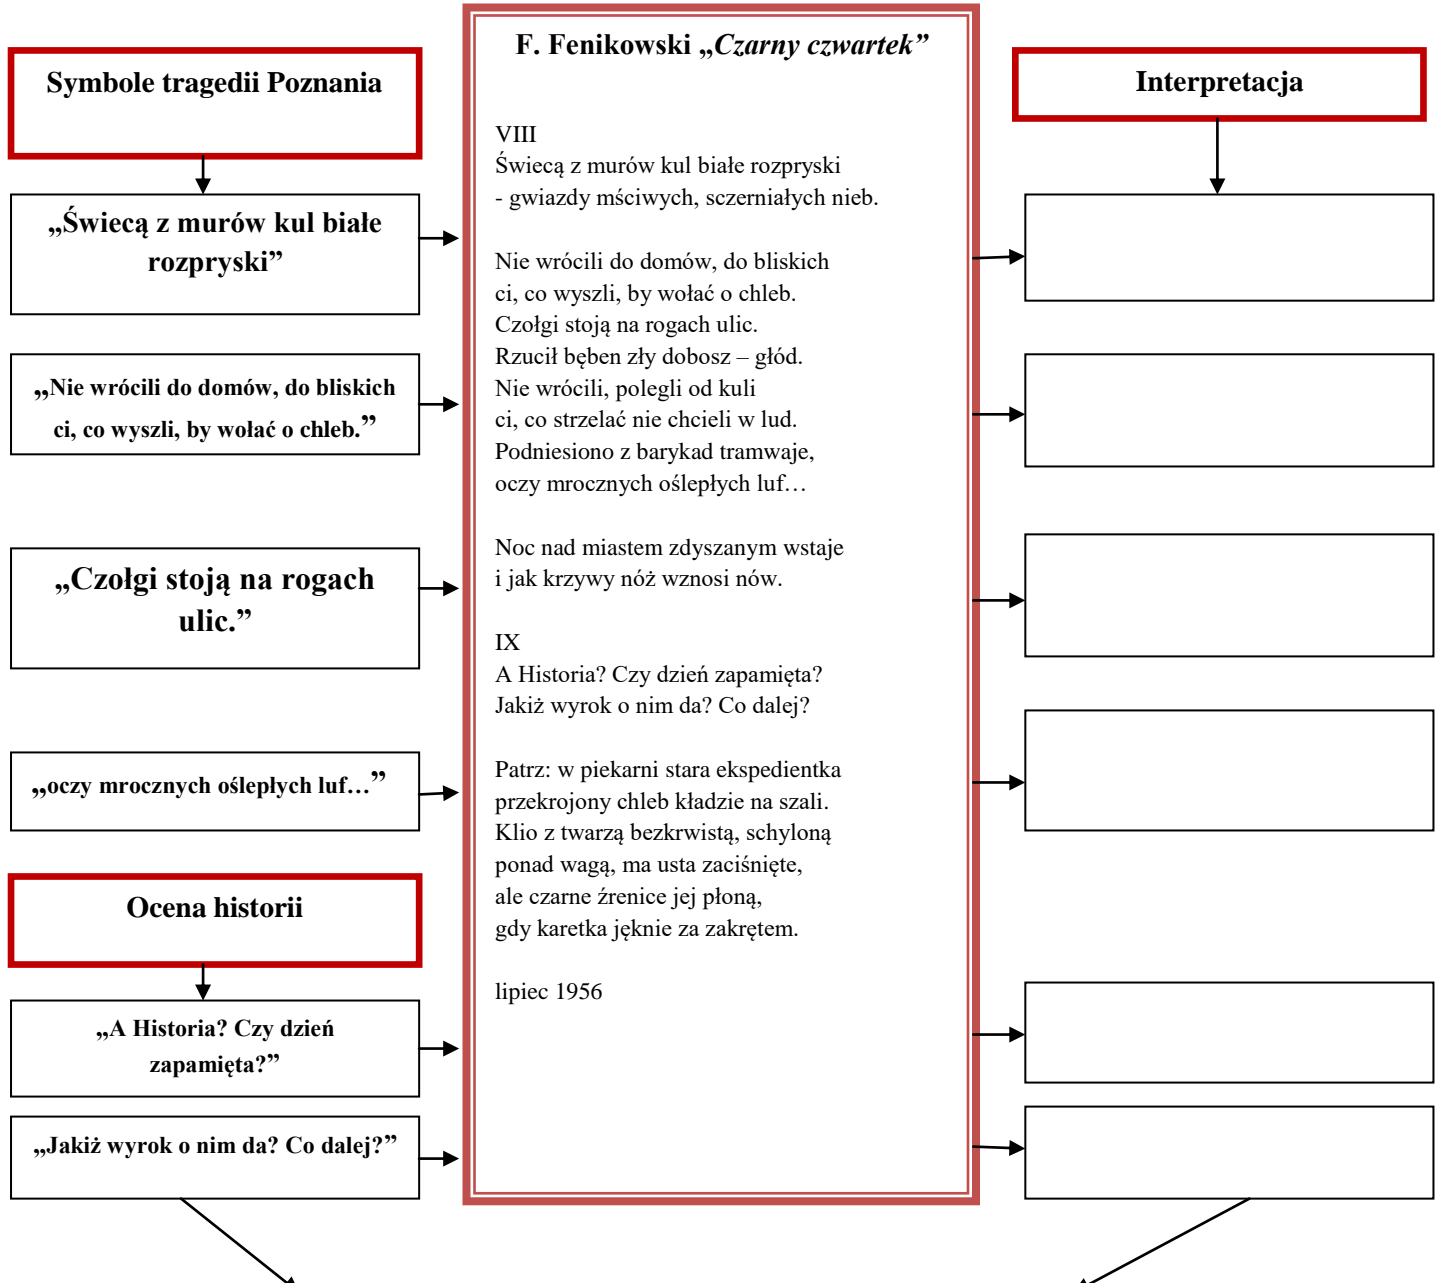 Symbole tragedii Poznania
„Świecą z murów kul białe
rozpryski”
„Nie wrócili do domów, do bliskich
ci, co wyszli, by wołać o chleb.”
„Czołgi stoją na rogach
ulic.”
„oczy mrocznych oślepłych luf…”
Ocena historii
„A Historia? Czy dzień
zapamięta?”
„Jakiż wyrok o nim da? Co dalej?”
F. Fenikowski „Czarny czwartek”
VIII
Świecą z murów kul białe rozpryski
- gwiazdy mściwych, sczerniałych nieb.
Nie wrócili do domów, do bliskich
ci, co wyszli, by wołać o chleb.
Czołgi stoją na rogach ulic.
Rzucił bęben zły dobosz – głód.
Nie wrócili, polegli od kuli
ci, co strzelać nie chcieli w lud.
Podniesiono z barykad tramwaje,
oczy mrocznych oślepłych luf…
Noc nad miastem zdyszanym wstaje
i jak krzywy nóż wznosi nów.
IX
A Historia? Czy dzień zapamięta?
Jakiż wyrok o nim da? Co dalej?
Patrz: w piekarni stara ekspedientka
przekrojony chleb kładzie na szali.
Klio z twarzą bezkrwistą, schyloną
ponad wagą, ma usta zaciśnięte,
ale czarne źrenice jej płoną,
gdy karetka jęknie za zakrętem.
lipiec 1956
Interpretacja